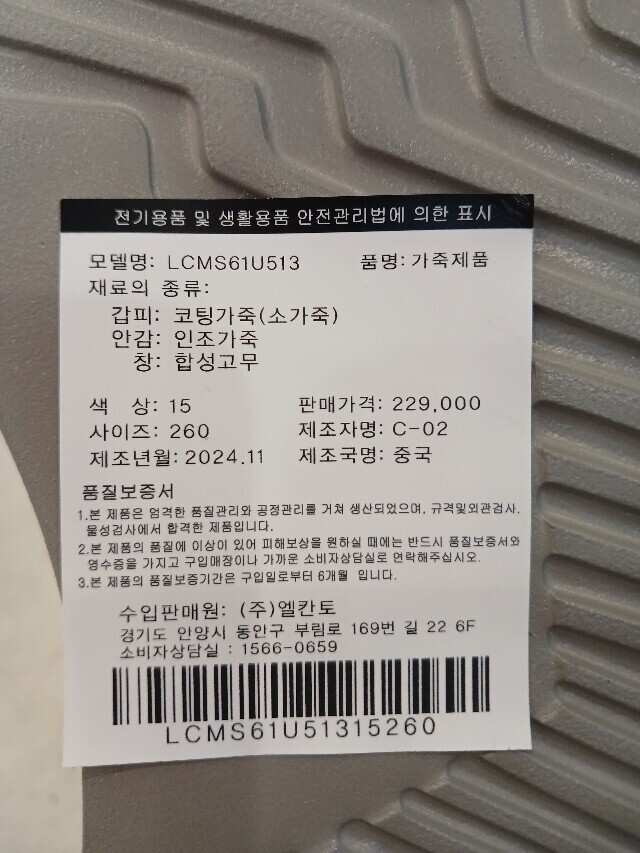 전기용품 및 생활용품 안전관리법에 의한 표시
모델명: LCMS61U513 품명: 가죽제품
재료의 종류:
갑피: 코팅가죽(소가죽)
안감: 인조가죽
창: 합성고무
색 상: 15 판매가격: 229,000
사이즈: 260 제조자명: C-02
제조년월: 2024.11 제조국명: 중국
품질보증서
1.본 제품은 엄격한 품질관리와 공정관리를 거쳐 생산되었으며, 규격및외관검사,
물성검사에서 합격한 제품입니다.
2.본 제품의 품질에 이상이 있어 피해보상을 원하실 때에는 반드시 품질보증서와
영수증을 가지고 구입매장이나 가까운 소비자상담실로 연락해주십시오.
3.본 제품의 품질보증기간은 구입일로부터 6개월 입니다.
수입판매원: (주)엘칸토
경기도 안양시 동안구 부림로 169번 길 22 6F
소비자상담실 : 1566-0659
LCMS61U51315260